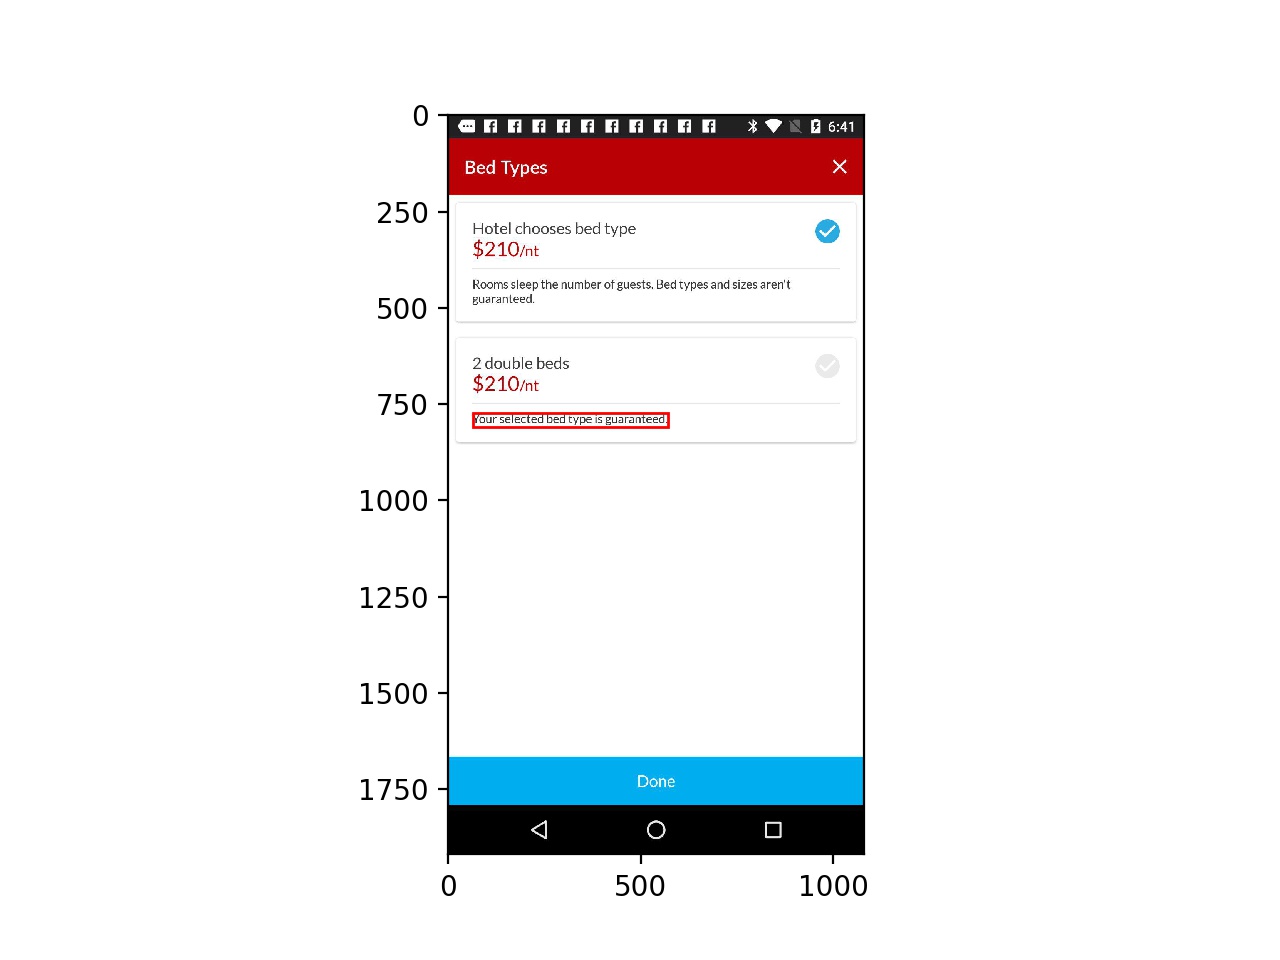 0
250
500
750
1000
1250
1500
1750
6:41
Bed Types
Hotel chooses bed type
$210/nt
Rooms sleep the number of guests. Bed types and sizes aren't
guaranteed.
2 double beds
$210/nt
Your selected bed type is guaranteed.
Done
0 500 1000